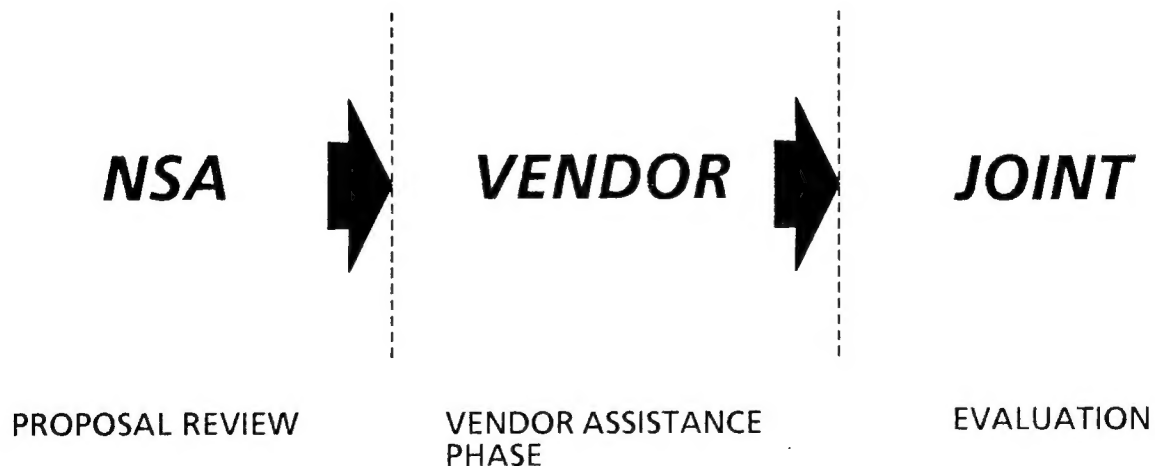 NSA
VENDOR
JOINT
PROPOSAL REVIEW
VENDOR ASSISTANCE
PHASE
EVALUATION